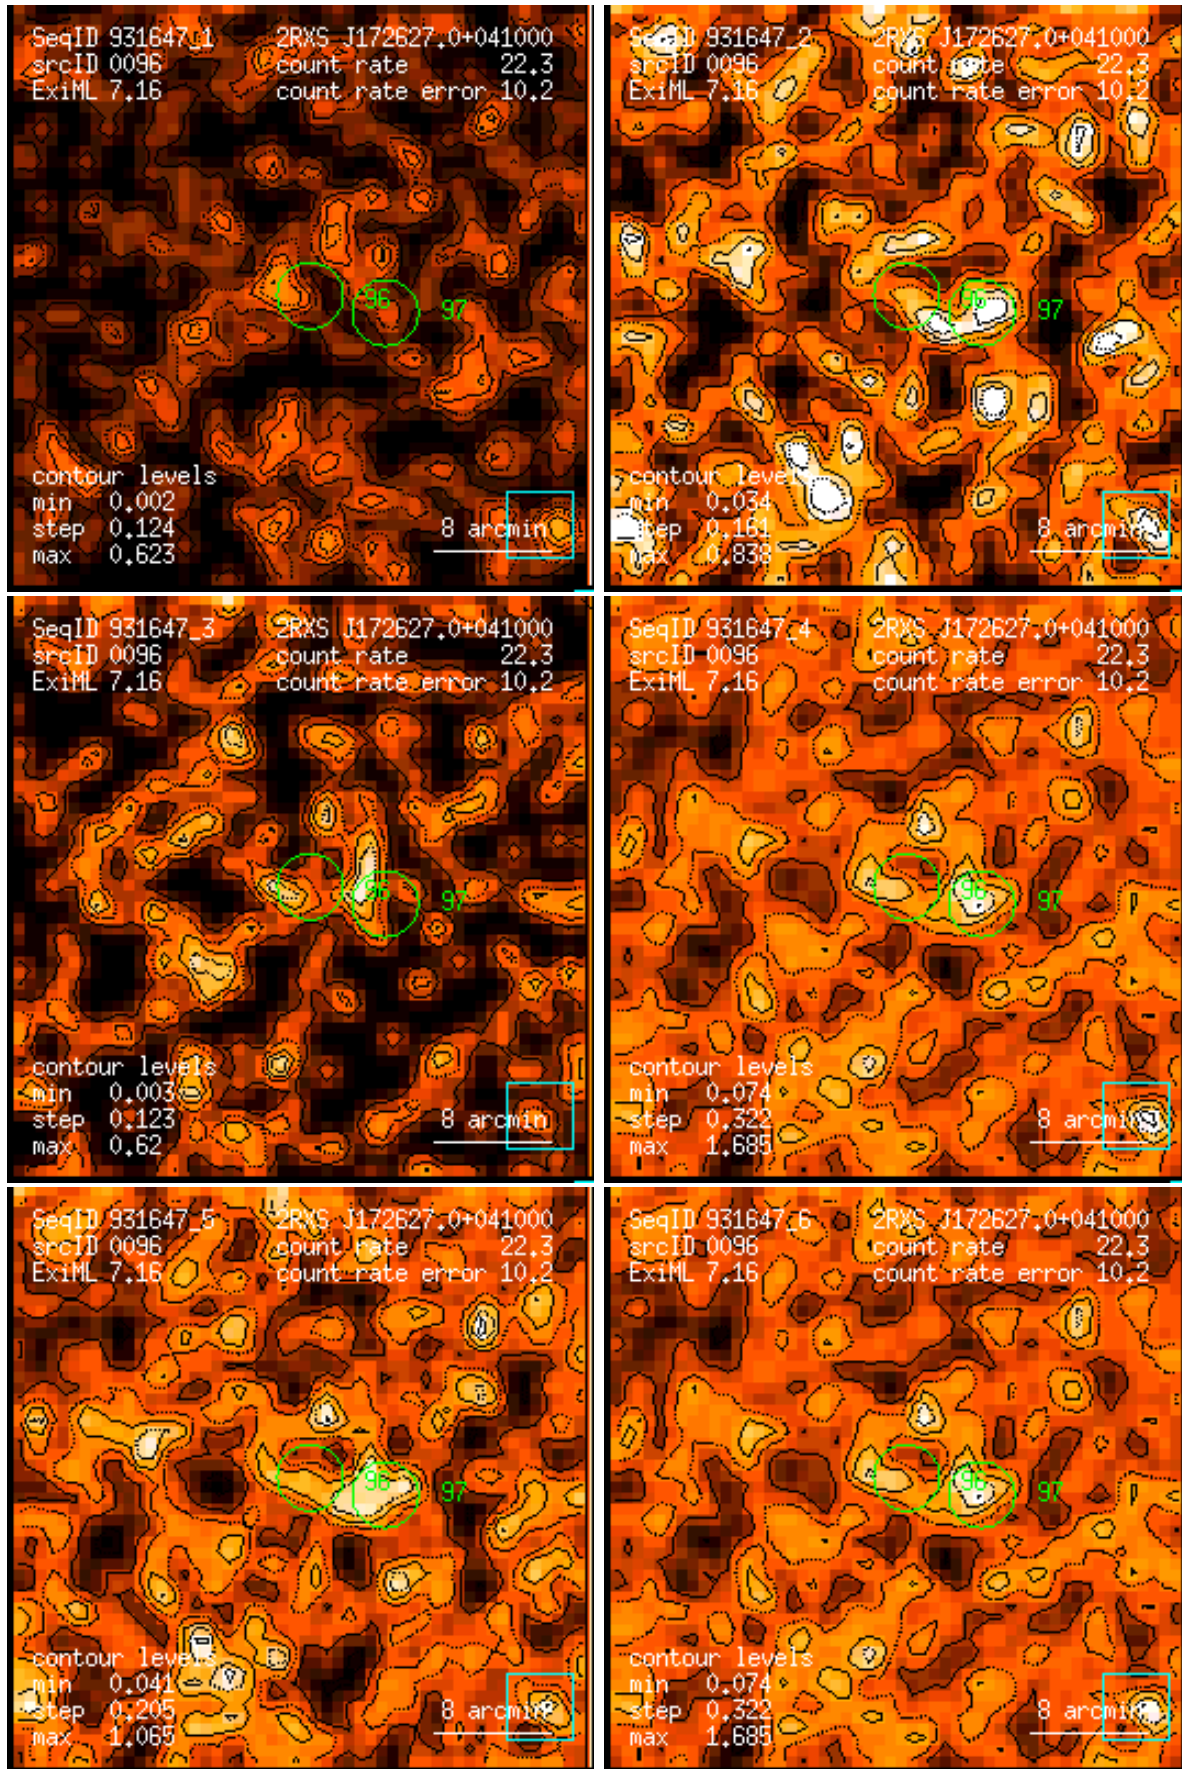 SeqID 931647_1 2RXS J172627.0+041000
srcID 0096 count rate 22.3
ExiML 7.16 count rate error 10.2
96
97
contour levels
min 0.002
step 0.124
max 0.623
8 arcmin
SeqID 931647_2 2RXS J172627.0+041000
srcID 0096 count rate 22.3
ExiML 7.16 count rate error 10.2
96
97
contour levels
min 0.034
step 0.161
max 0.838
8 arcmin
SeqID 931647_3 2RXS J172627.0+041000
srcID 0096 count rate 22.3
ExiML 7.16 count rate error 10.2
96
97
contour levels
min 0.003
step 0.123
max 0.62
8 arcmin
SeqID 931647_4 2RXS J172627.0+041000
srcID 0096 count rate 22.3
ExiML 7.16 count rate error 10.2
96
97
contour levels
min 0.074
step 0.322
max 1.685
8 arcmin
SeqID 931647_5 2RXS J172627.0+041000
srcID 0096 count rate 22.3
ExiML 7.16 count rate error 10.2
96
97
contour levels
min 0.041
step 0.205
max 1.065
8 arcmin
SeqID 931647_6 2RXS J172627.0+041000
srcID 0096 count rate 22.3
ExiML 7.16 count rate error 10.2
96
97
contour levels
min 0.074
step 0.322
max 1.685
8 arcmin